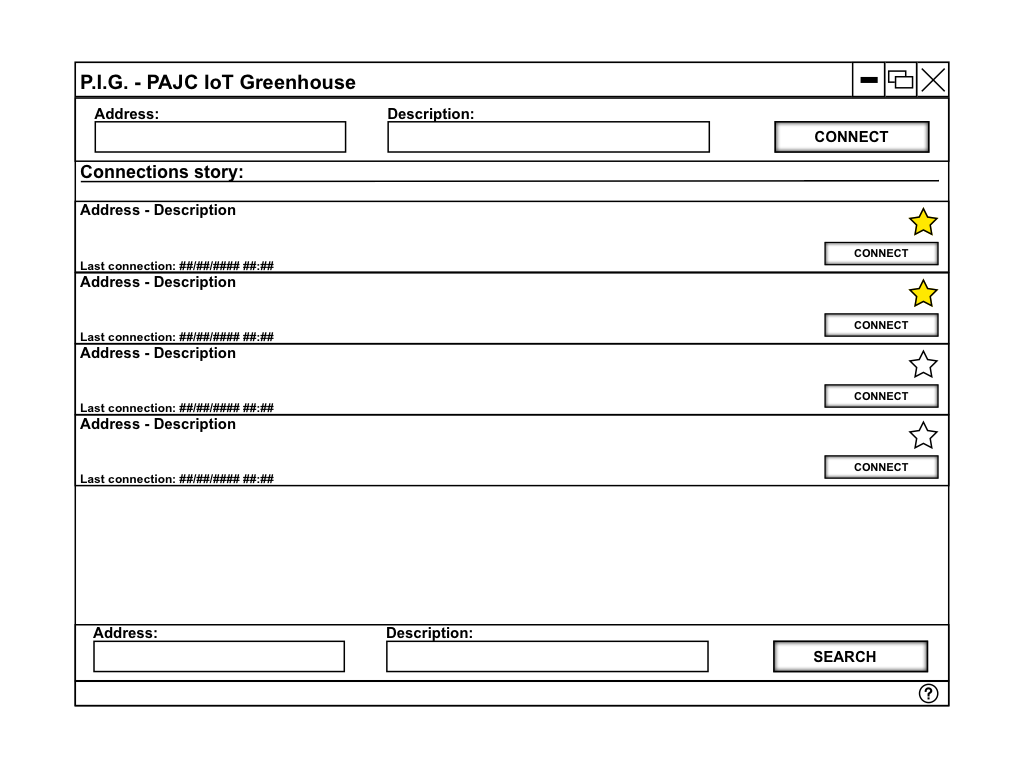 P.I.G. - PAJC IoT Greenhouse
Address:
Description:
CONNECT
Connections story:
Address - Description
CONNECT
Last connection: ##/##/#### ##:##
Address - Description
CONNECT
Last connection: ##/##/#### ##:##
Address - Description
CONNECT
Last connection: ##/##/#### ##:##
Address - Description
CONNECT
Last connection: ##/##/#### ##:##
Address:
Description:
SEARCH
?